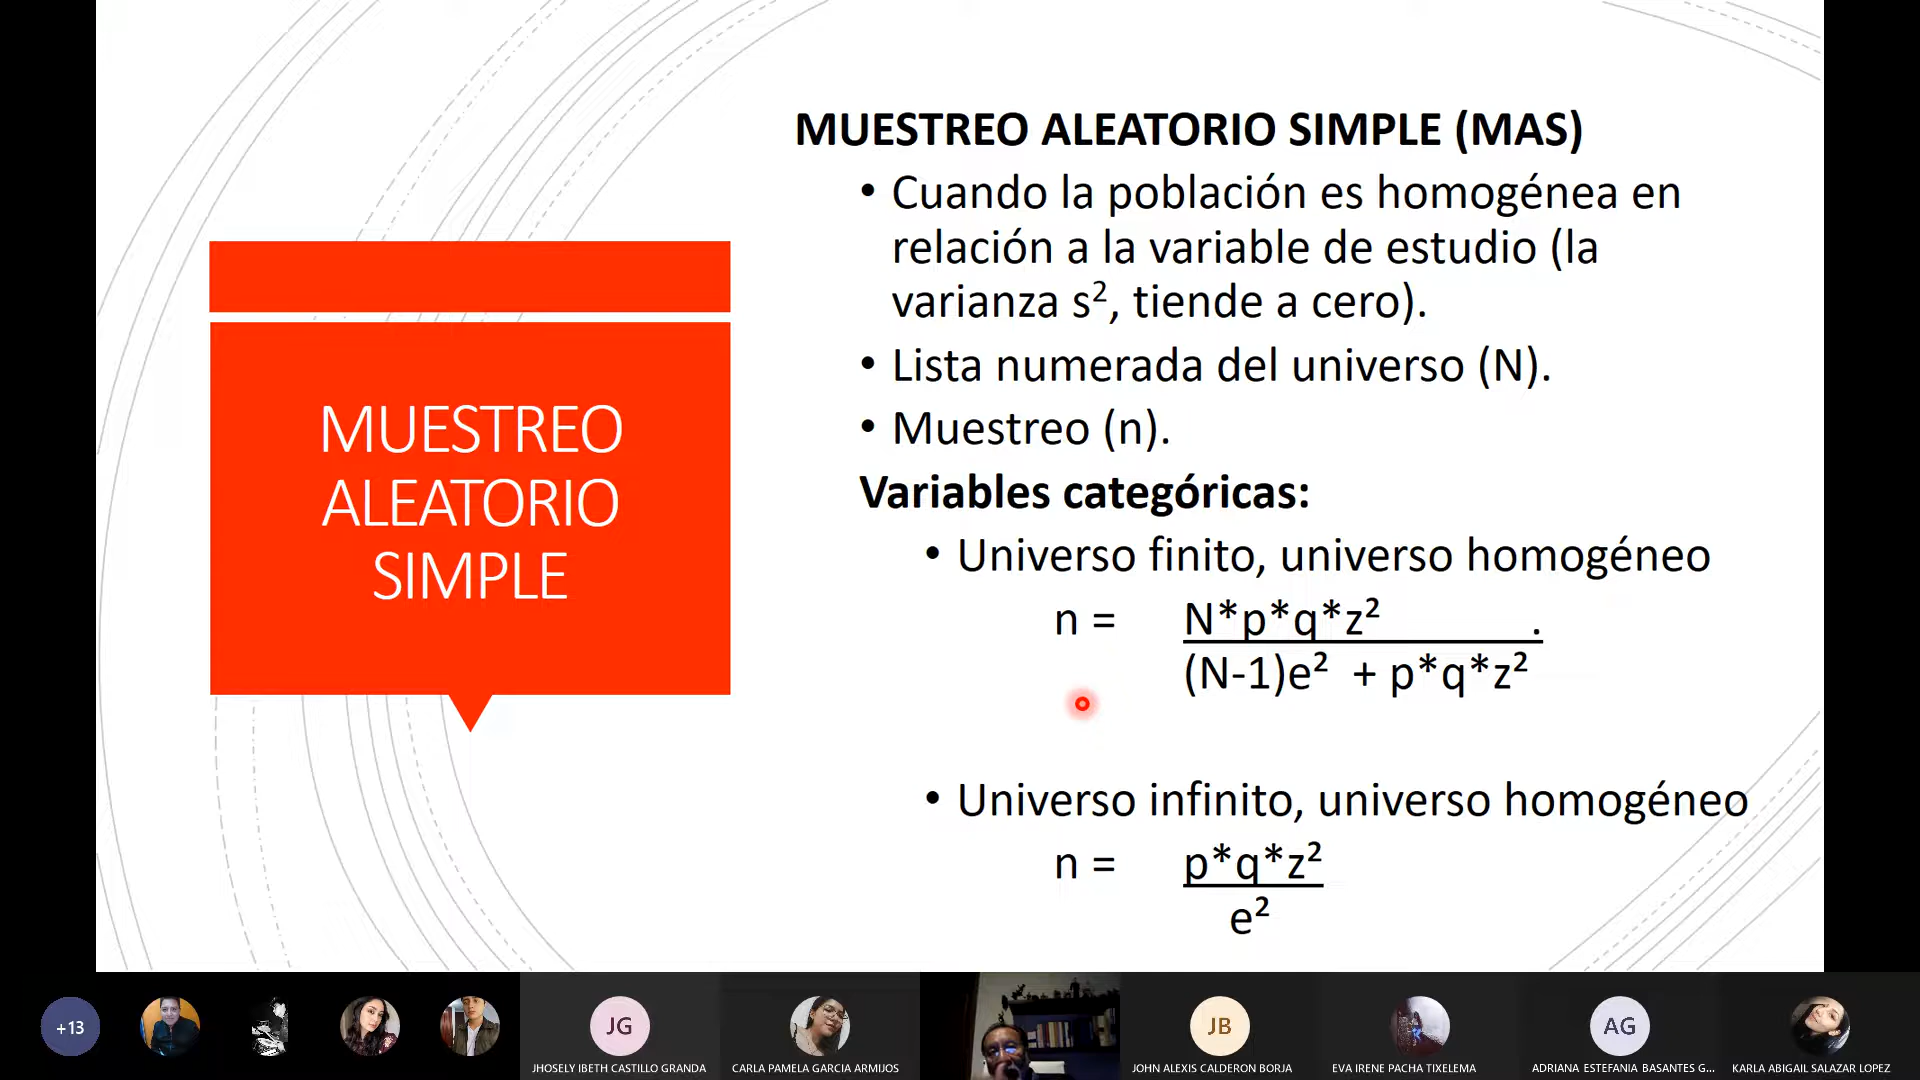 MUESTREO
ALEATORIO
SIMPLE
MUESTREO ALEATORIO SIMPLE (MAS)
• Cuando la población es homogénea en
relación a la variable de estudio (la
varianza s², tiende a cero).
• Lista numerada del universo (N).
• Muestreo (n).
Variables categóricas:
• Universo finito, universo homogéneo
n = N*p*q*z² .
(N-1)e² + p*q*z²
• Universo infinito, universo homogéneo
n = p*q*z²
e²
+13
JG
JB
AG
JHOSELY IBETH CASTILLO GRANDA
CARLA PAMELA GARCIA ARMIJOS
JOHN ALEXIS CALDERON BORJA
EVA IRENE PACHA TIXELEMA
ADRIANA ESTEFANIA BASANTES G...
KARLA ABIGAIL SALAZAR LOPEZ